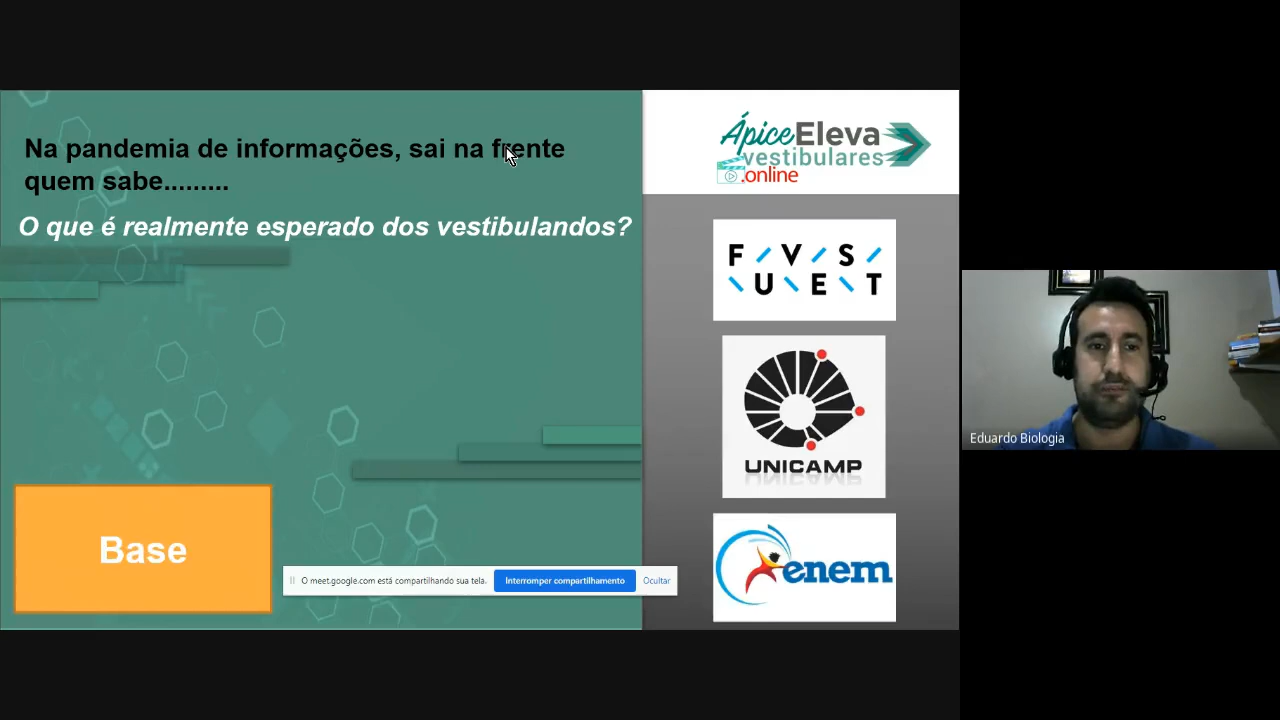 Na pandemia de informações, sai na frente
quem sabe.........
O que é realmente esperado dos vestibulandos?
Base
O meet.google.com está compartilhando sua tela.
Interromper compartilhamento
Ocultar
ÁpiceEleva
vestibulares
.online
F V S
U E T
UNICAMP
enem
Eduardo Biologia